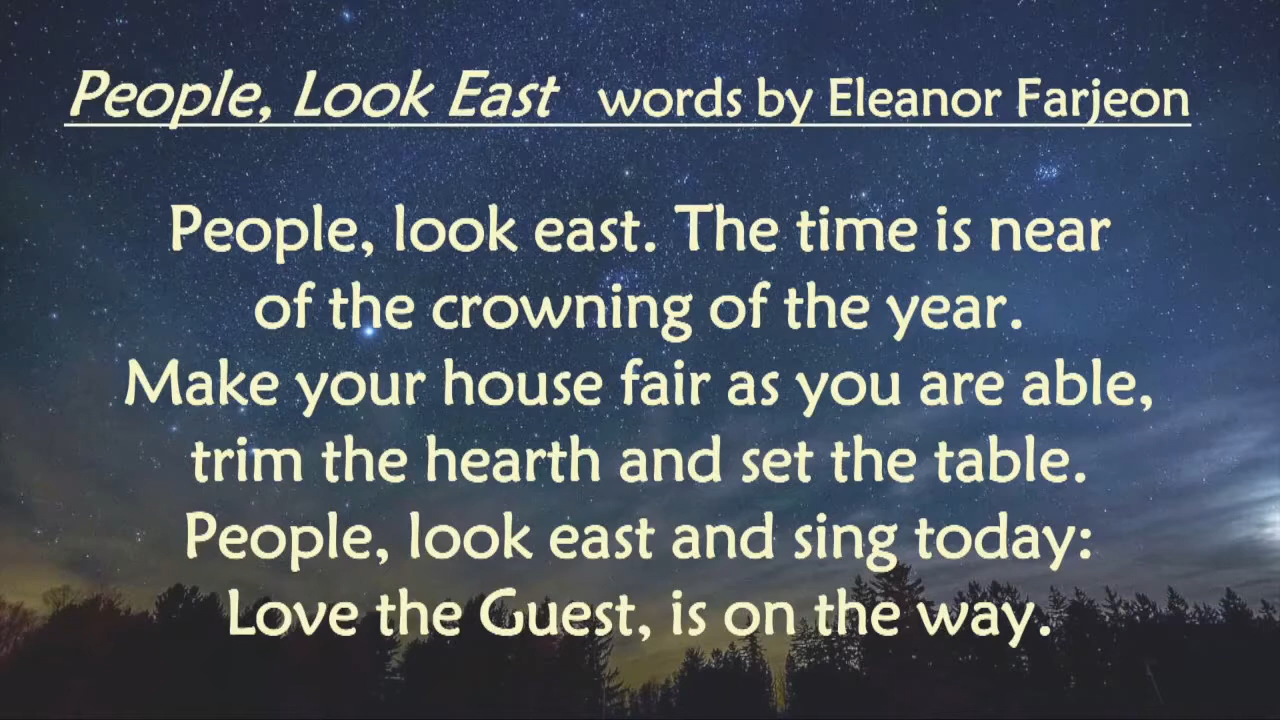 People, Look East words by Eleanor Farjeon
People, look east. The time is near
of the crowning of the year.
Make your house fair as you are able,
trim the hearth and set the table.
People, look east and sing today:
Love the Guest, is on the way.